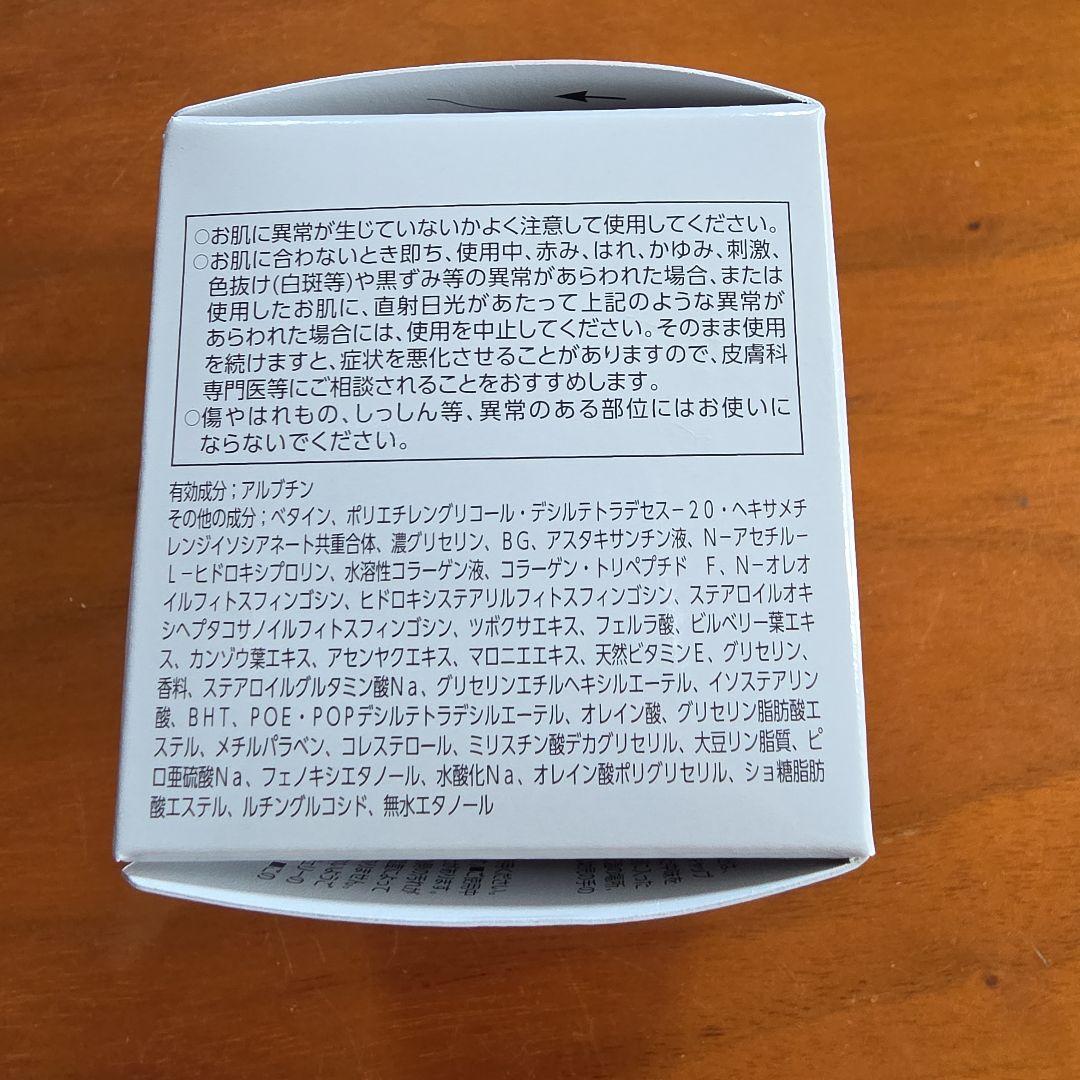 ○お肌に異常が生じていないかよく注意して使用してください。
○お肌に合わないとき即ち、使用中、赤み、はれ、かゆみ、刺激、
色抜け(白斑等)や黒ずみ等の異常があらわれた場合、または
使用したお肌に、直射日光があたって上記のような異常が
あらわれた場合には、使用を中止してください。そのまま使用
を続けますと、症状を悪化させることがありますので、皮膚科
専門医等にご相談されることをおすすめします。
○傷やはれもの、しっしん等、異常のある部位にはお使いに
ならないでください。
有効成分；アルブチン
その他の成分；ベタイン、ポリエチレングリコール・デシルテトラデセス－２０・ヘキサメチ
レンジイソシアネート共重合体、濃グリセリン、ＢＧ、アスタキサンチン液、Ｎ－アセチル－
Ｌ－ヒドロキシプロリン、水溶性コラーゲン液、コラーゲン・トリペプチド　Ｆ、Ｎ－オレオ
イルフィトスフィンゴシン、ヒドロキシステアリルフィトスフィンゴシン、ステアロイルオキ
シヘプタコサノイルフィトスフィンゴシン、ツボクサエキス、フェルラ酸、ビルベリー葉エキ
ス、カンゾウ葉エキス、アセンヤクエキス、マロニエエキス、天然ビタミンＥ、グリセリン、
香料、ステアロイルグルタミン酸Ｎａ、グリセリンエチルヘキシルエーテル、イソステアリン
酸、ＢＨＴ、ＰＯＥ・ＰＯＰデシルテトラデシルエーテル、オレイン酸、グリセリン脂肪酸エ
ステル、メチルパラベン、コレステロール、ミリスチン酸デカグリセリル、大豆リン脂質、ピ
ロ亜硫酸Ｎａ、フェノキシエタノール、水酸化Ｎａ、オレイン酸ポリグリセリル、ショ糖脂肪
酸エステル、ルチングルコシド、無水エタノール